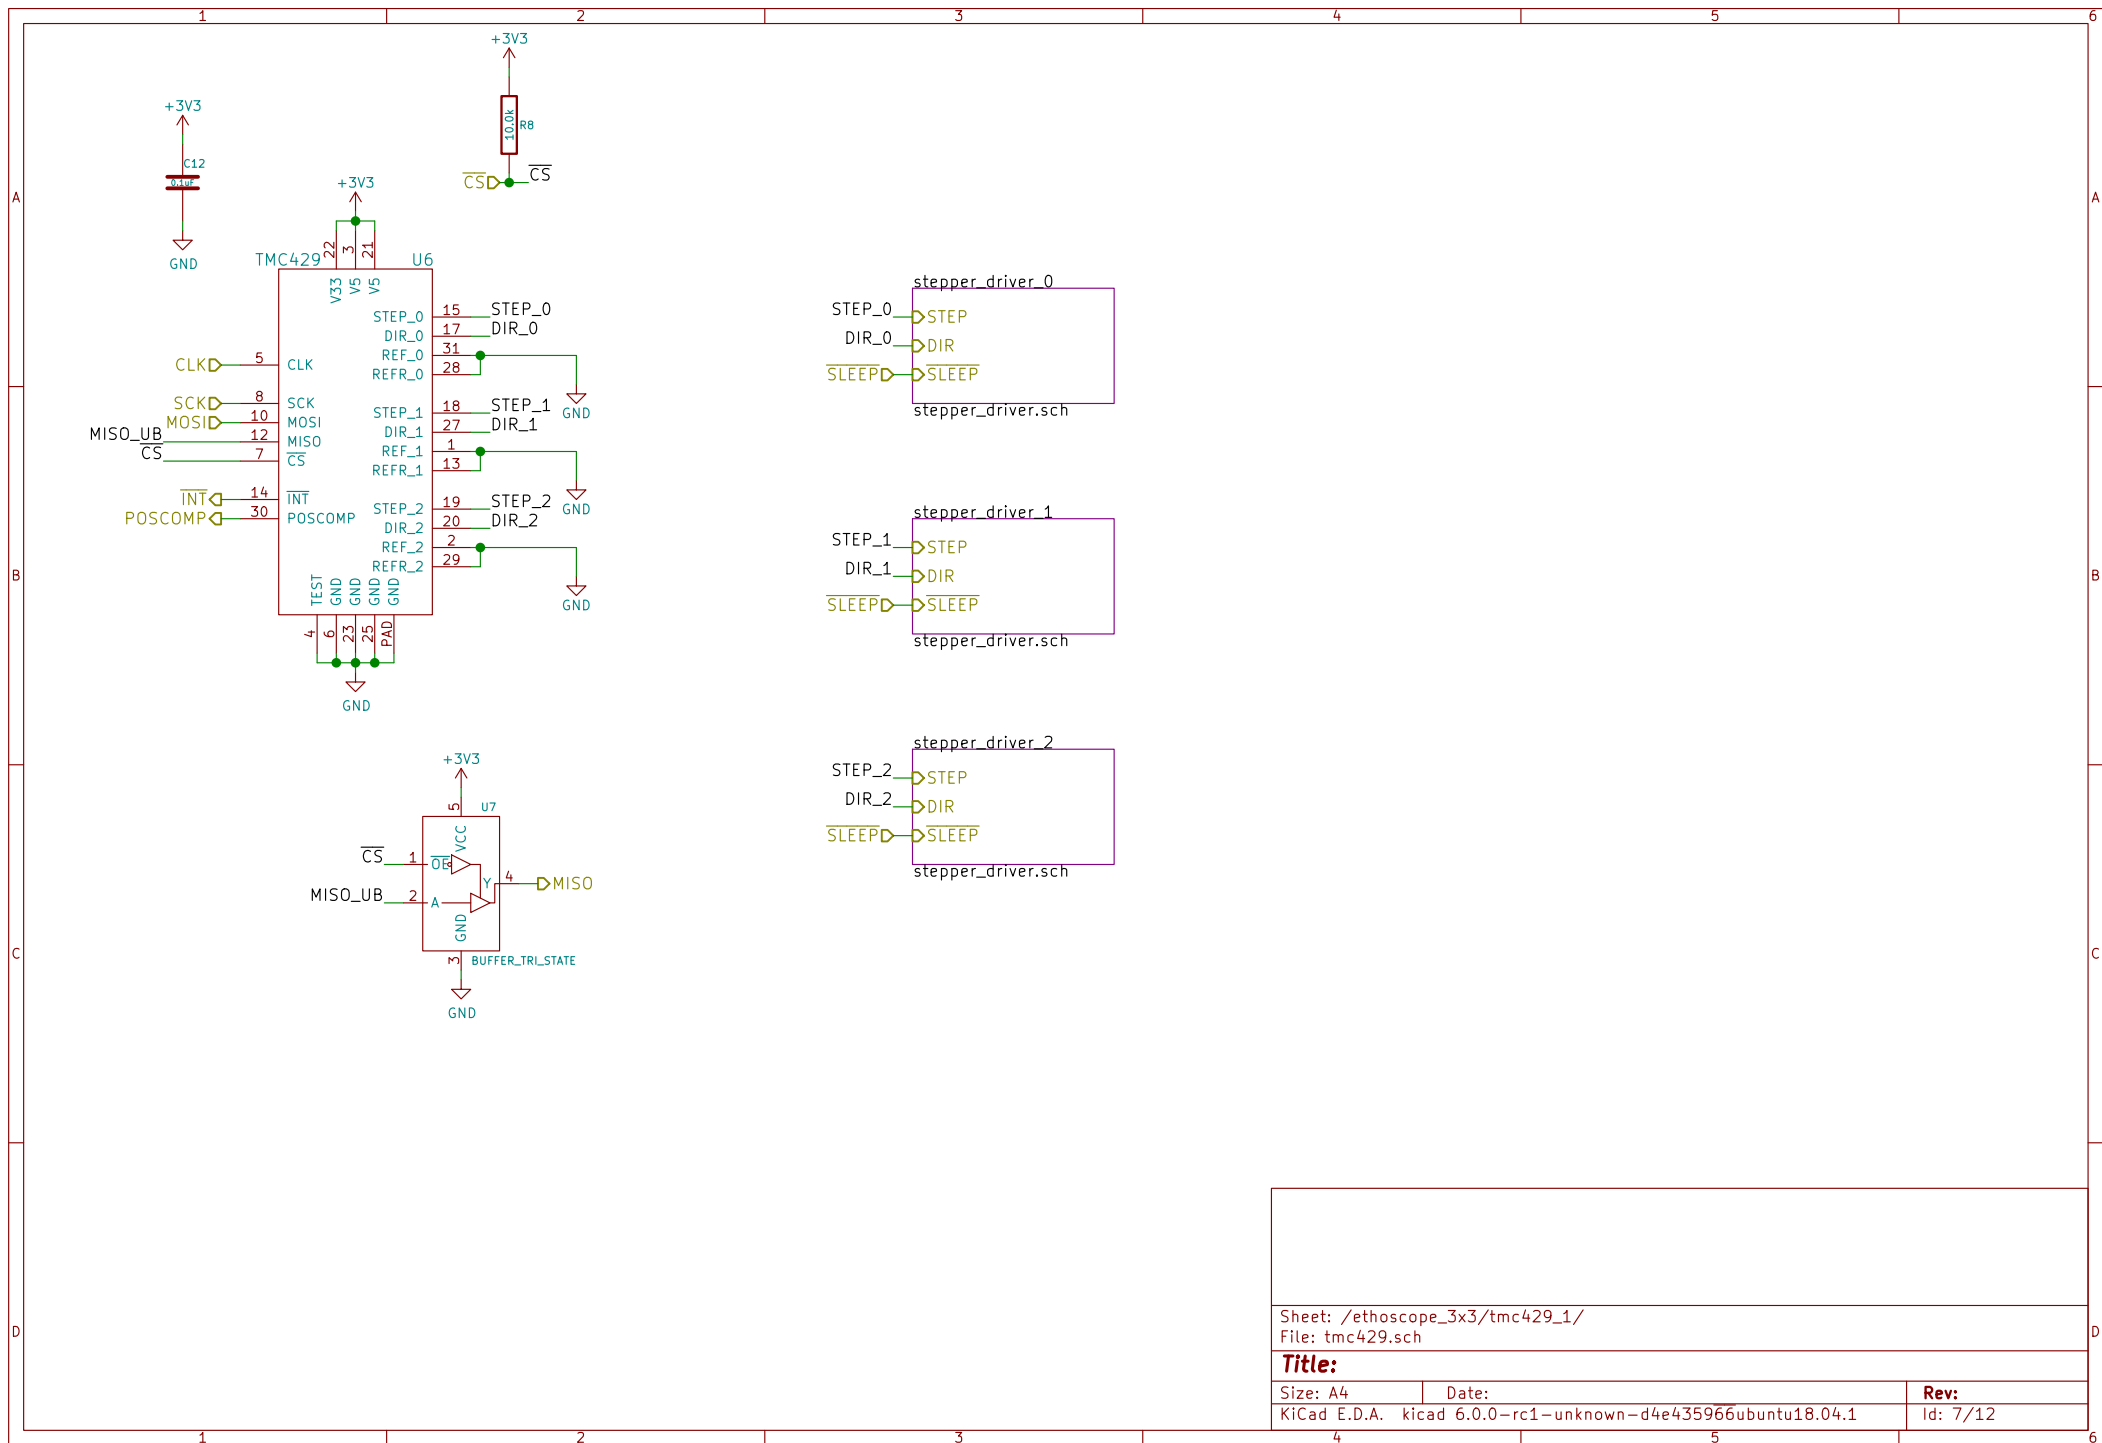 1 2 3 4 5 6
+3V3
+3V3
10.0k R8
C12
0.1uF
CS CS
+3V3
GND
A A
22 3 21
TMC429 U6
V33 V5 V5
STEP_0 15 STEP_0
DIR_0 17 DIR_0
REF_0 31
REFR_0 28
CLK 5 CLK
SCK 8 SCK
MOSI 10 MOSI
MISO_UB 12 MISO
CS 7 CS
INT 14 INT
POSCOMP 30 POSCOMP
GND
STEP_1 18 STEP_1
DIR_1 27 DIR_1
REF_1 1
REFR_1 13
GND
STEP_2 19 STEP_2
DIR_2 20 DIR_2
REF_2 2
REFR_2 29
GND
TEST GND GND GND GND
4 6 23 25 PAD
GND
stepper_driver_0
STEP_0 STEP
DIR_0 DIR
SLEEP SLEEP
stepper_driver.sch
stepper_driver_1
STEP_1 STEP
DIR_1 DIR
SLEEP SLEEP
stepper_driver.sch
B B
stepper_driver_2
STEP_2 STEP
DIR_2 DIR
SLEEP SLEEP
stepper_driver.sch
+3V3
5 U7
VCC
CS 1 OE
Y 4 MISO
MISO_UB 2 A
GND
3 BUFFER_TRI_STATE
GND
C C
Sheet: /ethoscope_3x3/tmc429_1/
File: tmc429.sch
D D
Title:
Size: A4 Date: Rev:
KiCad E.D.A. kicad 6.0.0-rc1-unknown-d4e435966ubuntu18.04.1 Id: 7/12
1 2 3 4 5 6